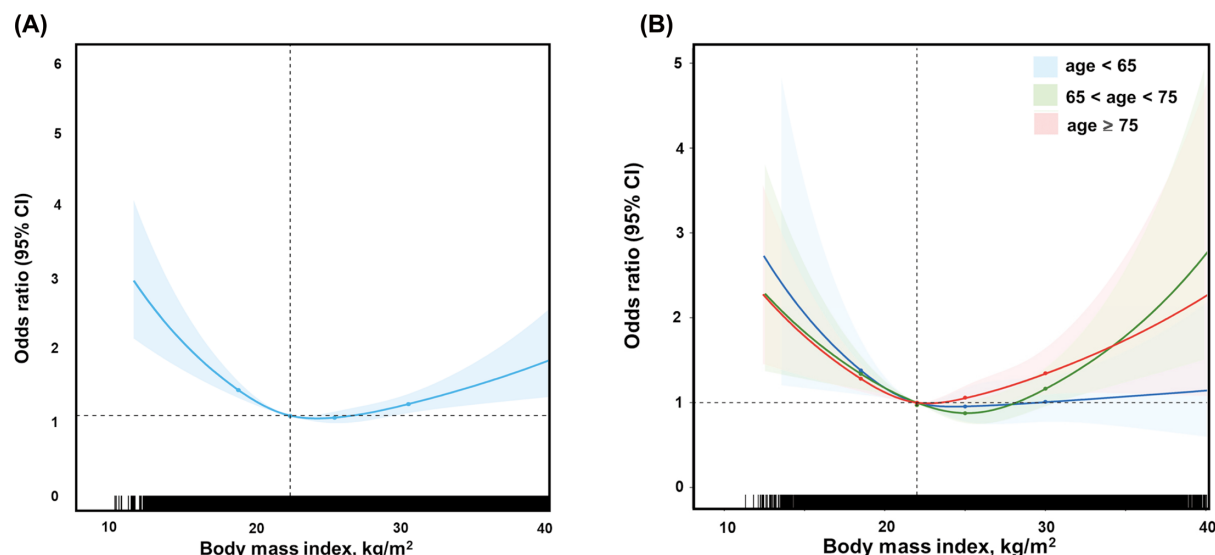 (A)
Odds ratio (95% CI)
6
5
4
3
2
1
0
10
20
30
40
Body mass index, kg/m²
(B)
Odds ratio (95% CI)
5
4
3
2
1
0
10
20
30
40
Body mass index, kg/m²
age < 65
65 < age < 75
age ≥ 75